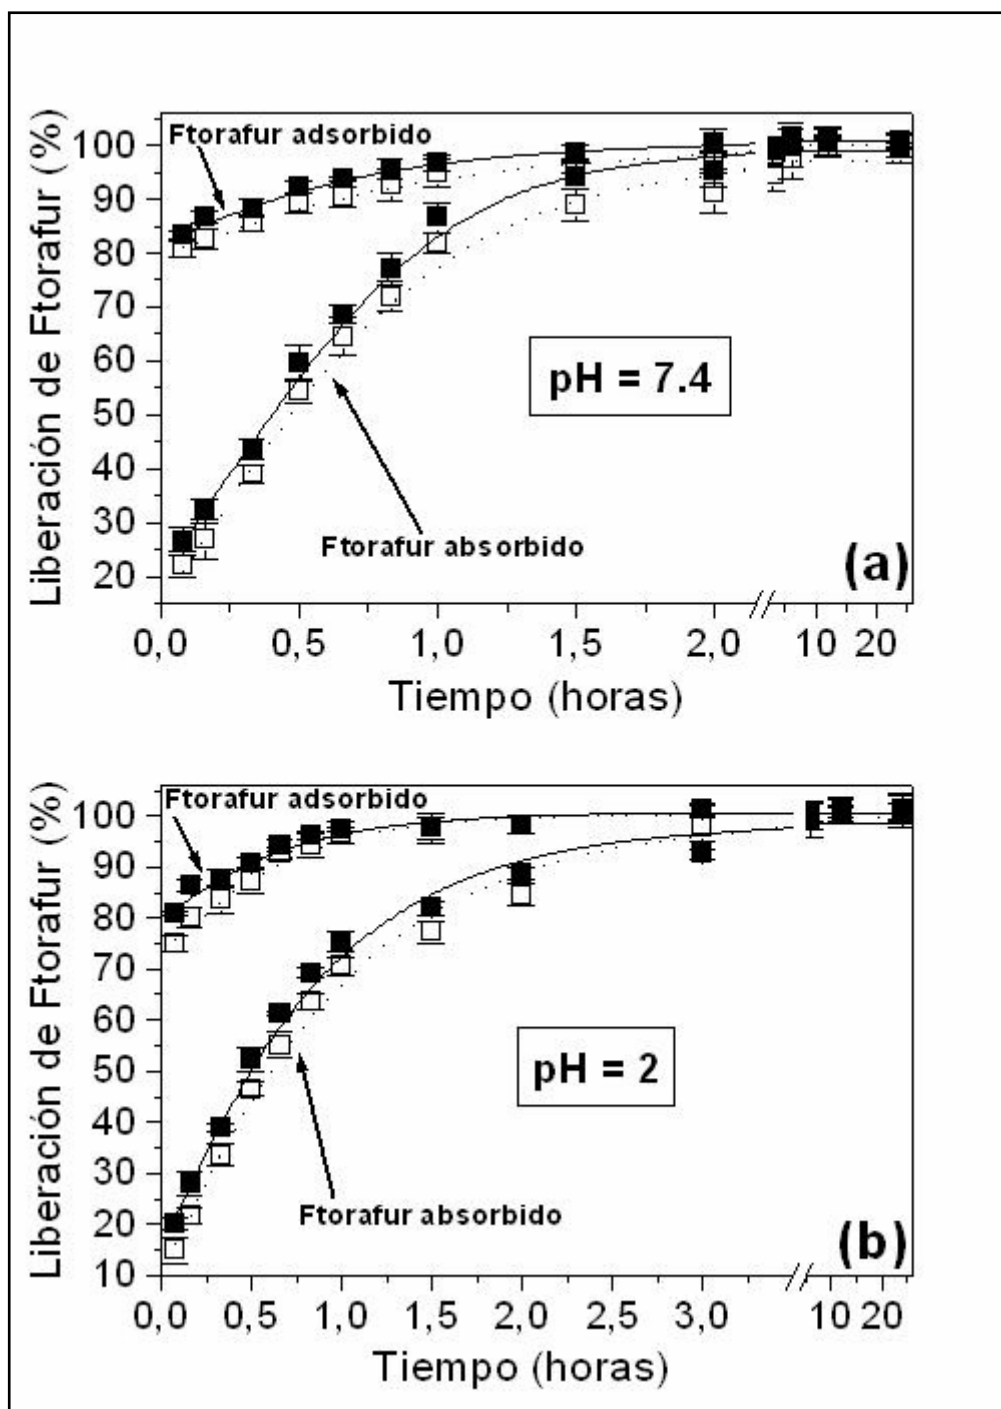 Liberación de Ftorafur (%)
100
90
80
70
60
50
40
30
20
Ftorafur adsorbido
pH = 7.4
Ftorafur absorbido
(a)
0,0 0,5 1,0 1,5 2,0 10 20
Tiempo (horas)
Liberación de Ftorafur (%)
100
90
80
70
60
50
40
30
20
10
Ftorafur adsorbido
pH = 2
Ftorafur absorbido
(b)
0,0 0,5 1,0 1,5 2,0 2,5 3,0 10 20
Tiempo (horas)